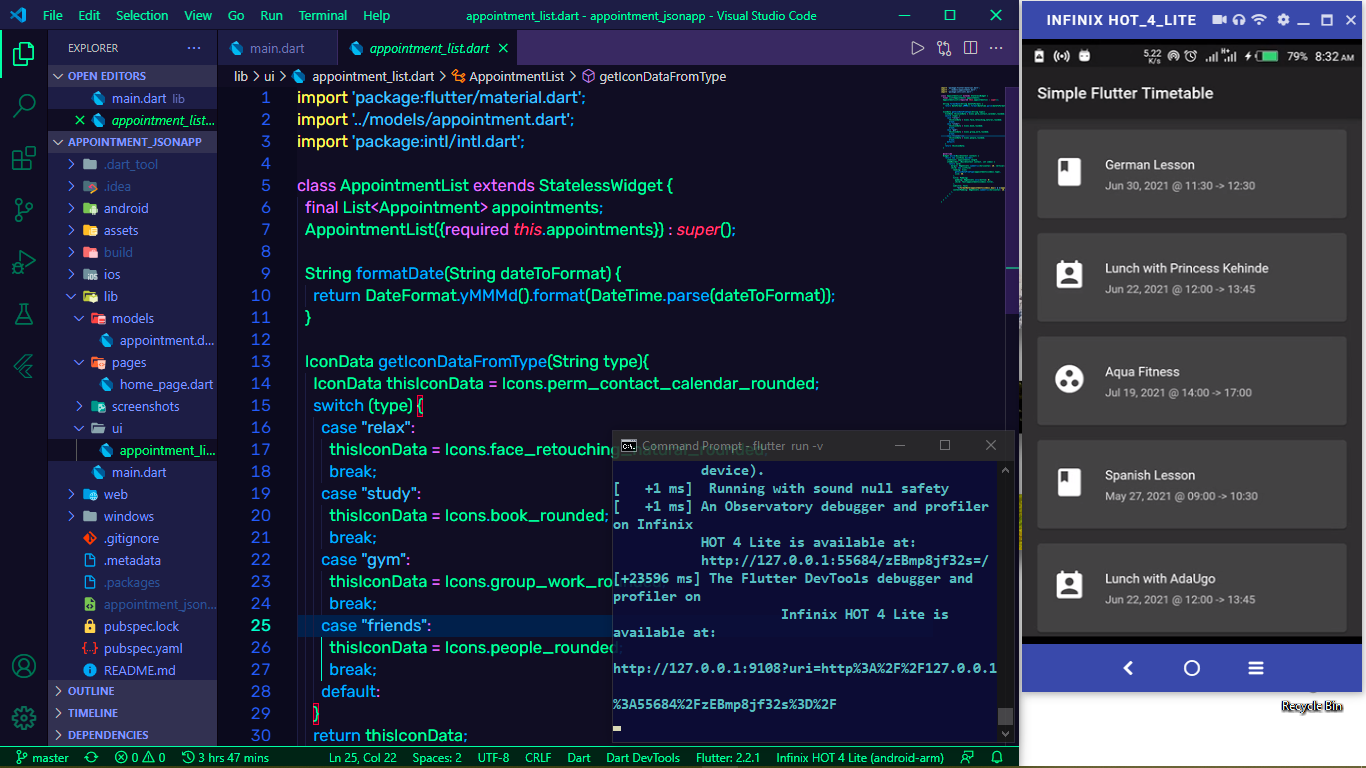 File Edit Selection View Go Run Terminal Help
appointment_list.dart - appointment_jsonapp - Visual Studio Code
EXPLORER
OPEN EDITORS
main.dart lib
appointment_list...
APPOINTMENT_JSONAPP
.dart_tool
.idea
android
assets
build
ios
lib
models
appointment.d...
pages
home_page.dart
screenshots
ui
appointment_li...
main.dart
web
windows
.gitignore
.metadata
.packages
appointment_json...
pubspec.lock
pubspec.yaml
README.md
OUTLINE
TIMELINE
DEPENDENCIES
main.dart
appointment_list.dart
lib > ui > appointment_list.dart > AppointmentList > getIconDataFromType
1 import 'package:flutter/material.dart';
2 import '../models/appointment.dart';
3 import 'package:intl/intl.dart';
4
5 class AppointmentList extends StatelessWidget {
6 final List<Appointment> appointments;
7 AppointmentList({required this.appointments}) : super();
8
9 String formatDate(String dateToFormat) {
10 return DateFormat.yMMMd().format(DateTime.parse(dateToFormat));
11 }
12
13 IconData getIconDataFromType(String type){
14 IconData thisIconData = Icons.perm_contact_calendar_rounded;
15 switch (type) {
16 case "relax":
17 thisIconData = Icons.face_retouching_natural_rounded;
18 break;
19 case "study":
20 thisIconData = Icons.book_rounded;
21 break;
22 case "gym":
23 thisIconData = Icons.group_work_ro
24 break;
25 case "friends":
26 thisIconData = Icons.people_rounded;
27 break;
28 default:
29 }
30 return thisIconData;
Command Prompt - flutter run -v
device).
[ +1 ms] Running with sound null safety
[ +1 ms] An Observatory debugger and profiler
on Infinix
HOT 4 Lite is available at:
http://127.0.0.1:55684/zEBmp8jf32s=/
[+23596 ms] The Flutter DevTools debugger and
profiler on
Infinix HOT 4 Lite is
available at:
http://127.0.0.1:9108?uri=http%3A%2F%2F127.0.0.1
%3A55684%2FzEBmp8jf32s%3D%2F
master 0 0 3 hrs 47 mins Ln 25, Col 22 Spaces: 2 UTF-8 CRLF Dart Dart DevTools Flutter: 2.2.1 Infinix HOT 4 Lite (android-arm)
INFINIX HOT_4_LITE
5.22 K/s H+ 79% 8:32 AM
Simple Flutter Timetable
German Lesson
Jun 30, 2021 @ 11:30 -> 12:30
Lunch with Princess Kehinde
Jun 22, 2021 @ 12:00 -> 13:45
Aqua Fitness
Jul 19, 2021 @ 14:00 -> 17:00
Spanish Lesson
May 27, 2021 @ 09:00 -> 10:30
Lunch with AdaUgo
Jun 22, 2021 @ 12:00 -> 13:45
Recycle Bin